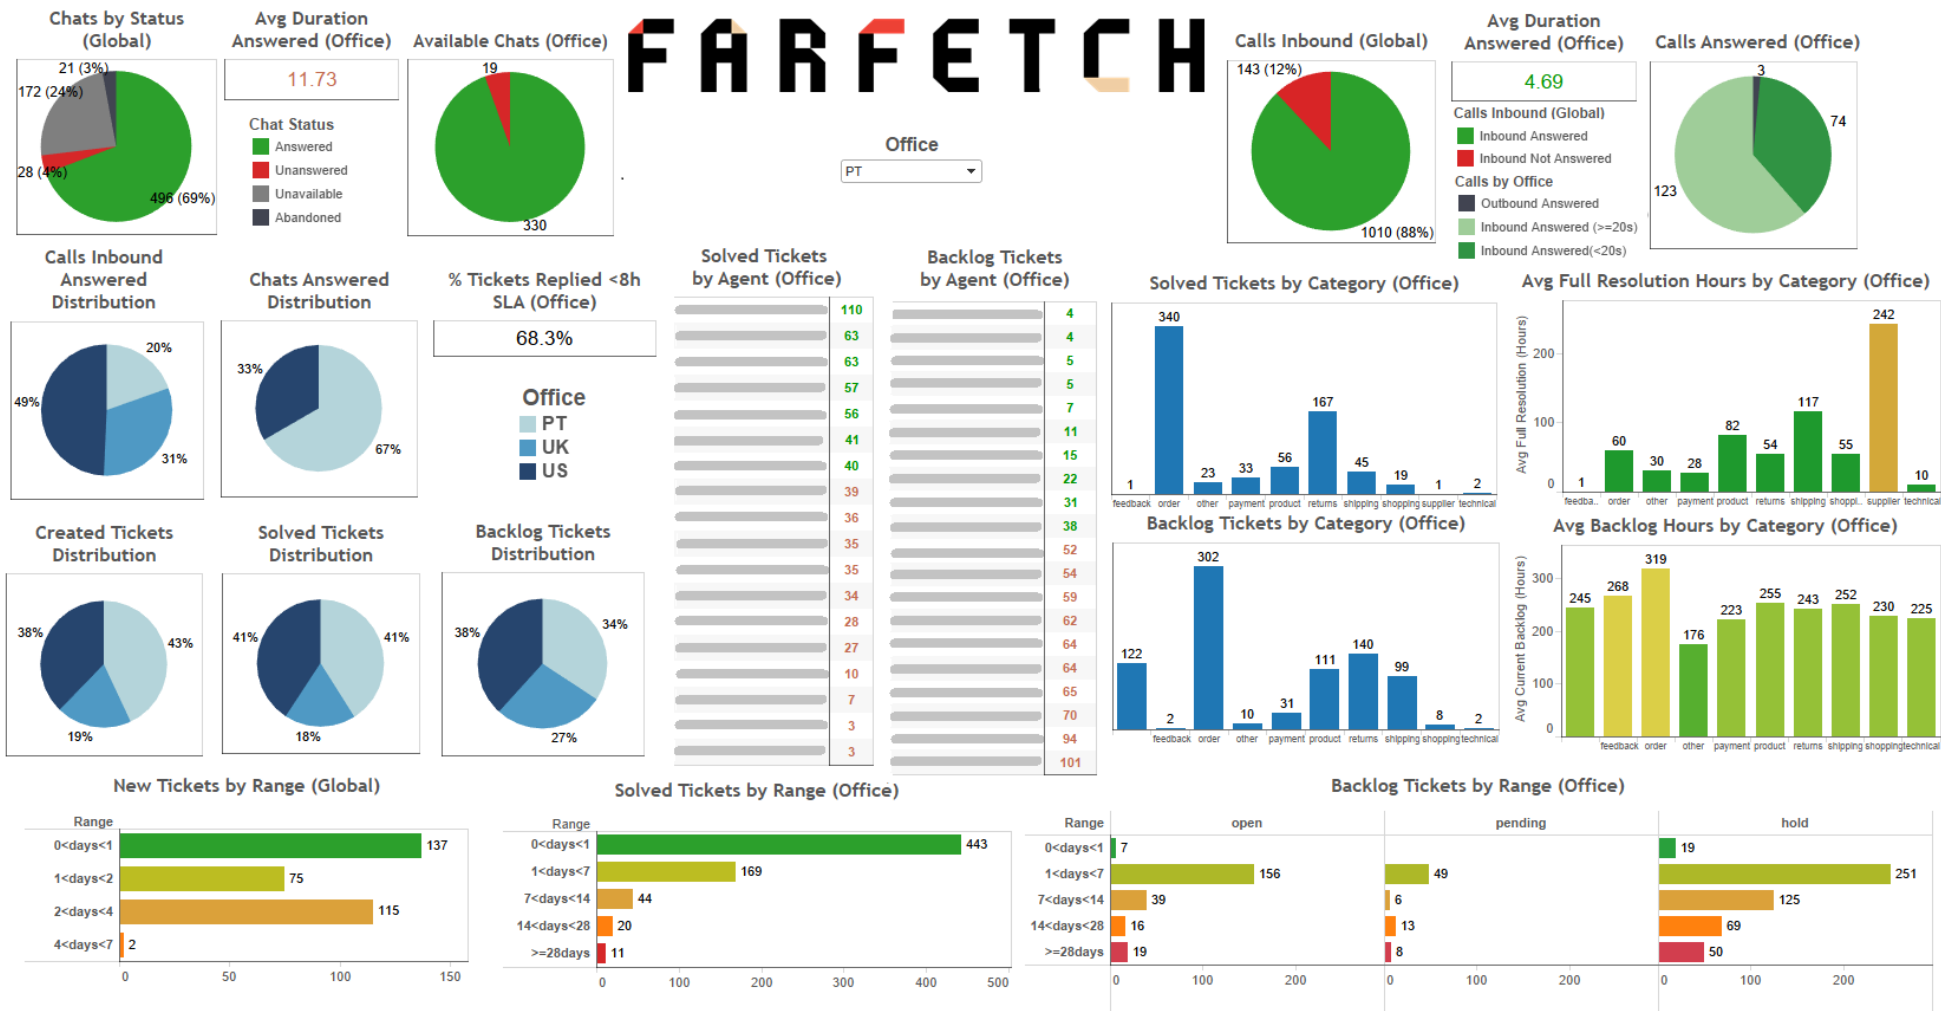 Chats by Status
(Global)
21 (3%)
172 (24%)
28 (4%)
496 (69%)
Avg Duration
Answered (Office)
11.73
Chat Status
Answered
Unanswered
Unavailable
Abandoned
Available Chats (Office)
19
330
FARFETCH
Office
PT
Calls Inbound (Global)
143 (12%)
1010 (88%)
Avg Duration
Answered (Office)
4.69
Calls Inbound (Global)
Inbound Answered
Inbound Not Answered
Calls by Office
Outbound Answered
Inbound Answered (>=20s)
Inbound Answered(<20s)
Calls Answered (Office)
3
74
123
Calls Inbound
Answered
Distribution
20%
49%
31%
Chats Answered
Distribution
33%
67%
% Tickets Replied <8h
SLA (Office)
68.3%
Office
PT
UK
US
Created Tickets
Distribution
38%
43%
19%
Solved Tickets
Distribution
41%
41%
18%
Backlog Tickets
Distribution
38%
34%
27%
Solved Tickets
by Agent (Office)
110
63
63
57
56
41
40
39
36
35
35
34
28
27
10
7
3
3
Backlog Tickets
by Agent (Office)
4
4
5
5
7
11
15
22
31
38
52
54
59
62
64
64
65
70
94
101
Solved Tickets by Category (Office)
1 340 23 33 56 167 45 19 1 2
feedback order other payment product returns shipping shopping supplier technical
Avg Full Resolution Hours by Category (Office)
Avg Full Resolution (Hours)
200
100
0
1 60 30 28 82 54 117 55 242 10
feedba.. order other payment product returns shipping shoppi.. supplier technical
Backlog Tickets by Category (Office)
122 2 302 10 31 111 140 99 8 2
feedback order other payment product returns shipping shopping technical
Avg Backlog Hours by Category (Office)
Avg Current Backlog (Hours)
300
200
100
0
245 268 319 176 223 255 243 252 230 225
feedback order other payment product returns shipping shopping technical
New Tickets by Range (Global)
Range
0<days<1 137
1<days<2 75
2<days<4 115
4<days<7 2
0 50 100 150
Solved Tickets by Range (Office)
Range
0<days<1 443
1<days<7 169
7<days<14 44
14<days<28 20
>=28days 11
0 100 200 300 400 500
Backlog Tickets by Range (Office)
Range open pending hold
0<days<1 7 19
1<days<7 156 49 251
7<days<14 39 6 125
14<days<28 16 13 69
>=28days 19 8 50
0 100 200 0 100 200 0 100 200